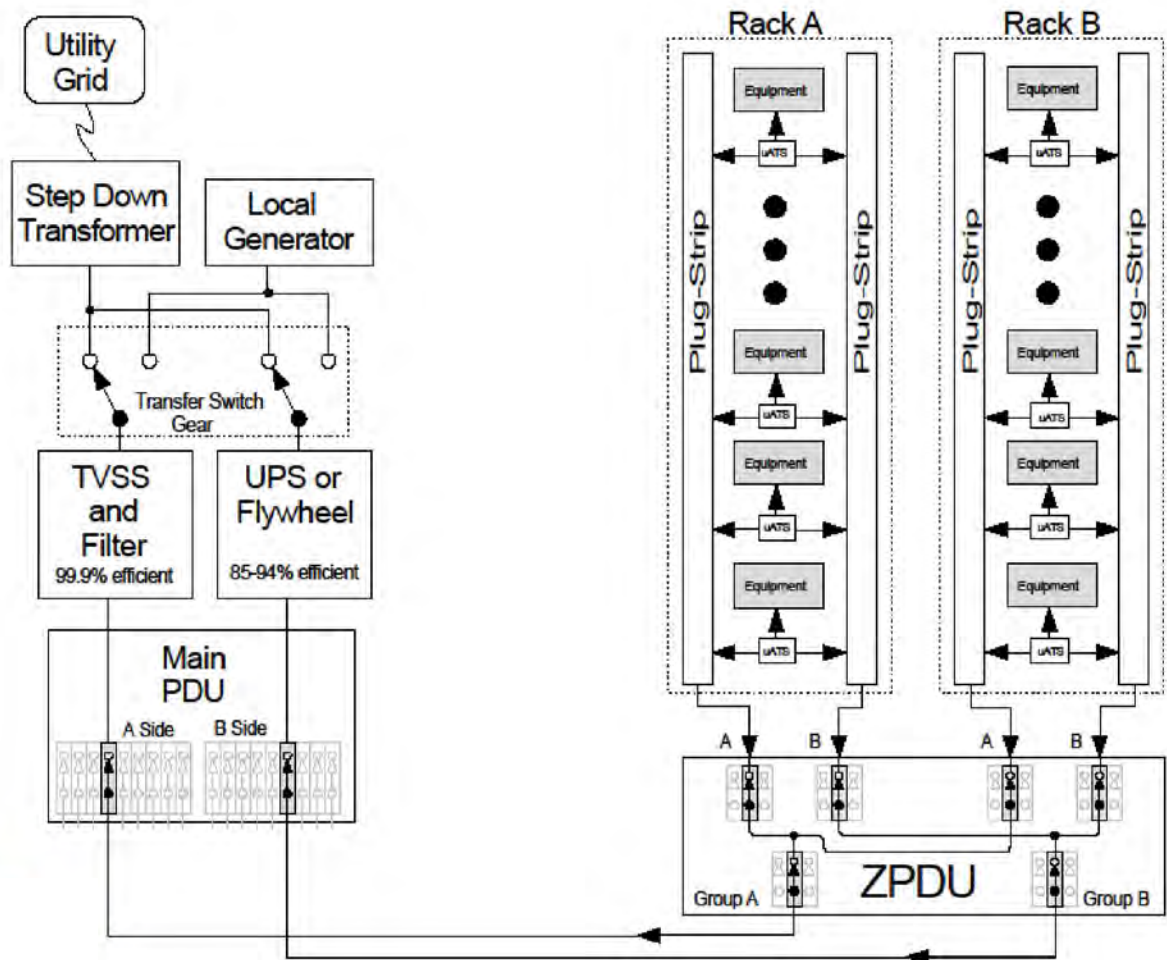 Utility
Grid
Step Down
Transformer
Local
Generator
Transfer Switch
Gear
TVSS
and
Filter
99.9% efficient
UPS or
Flywheel
85-94% efficient
Main
PDU
A Side
B Side
Rack A
Plug-Strip
Equipment
uATS
Equipment
uATS
Equipment
uATS
Equipment
uATS
Plug-Strip
Rack B
Plug-Strip
Equipment
uATS
Equipment
uATS
Equipment
uATS
Equipment
uATS
Plug-Strip
A
B
A
B
Group A
ZPDU
Group B